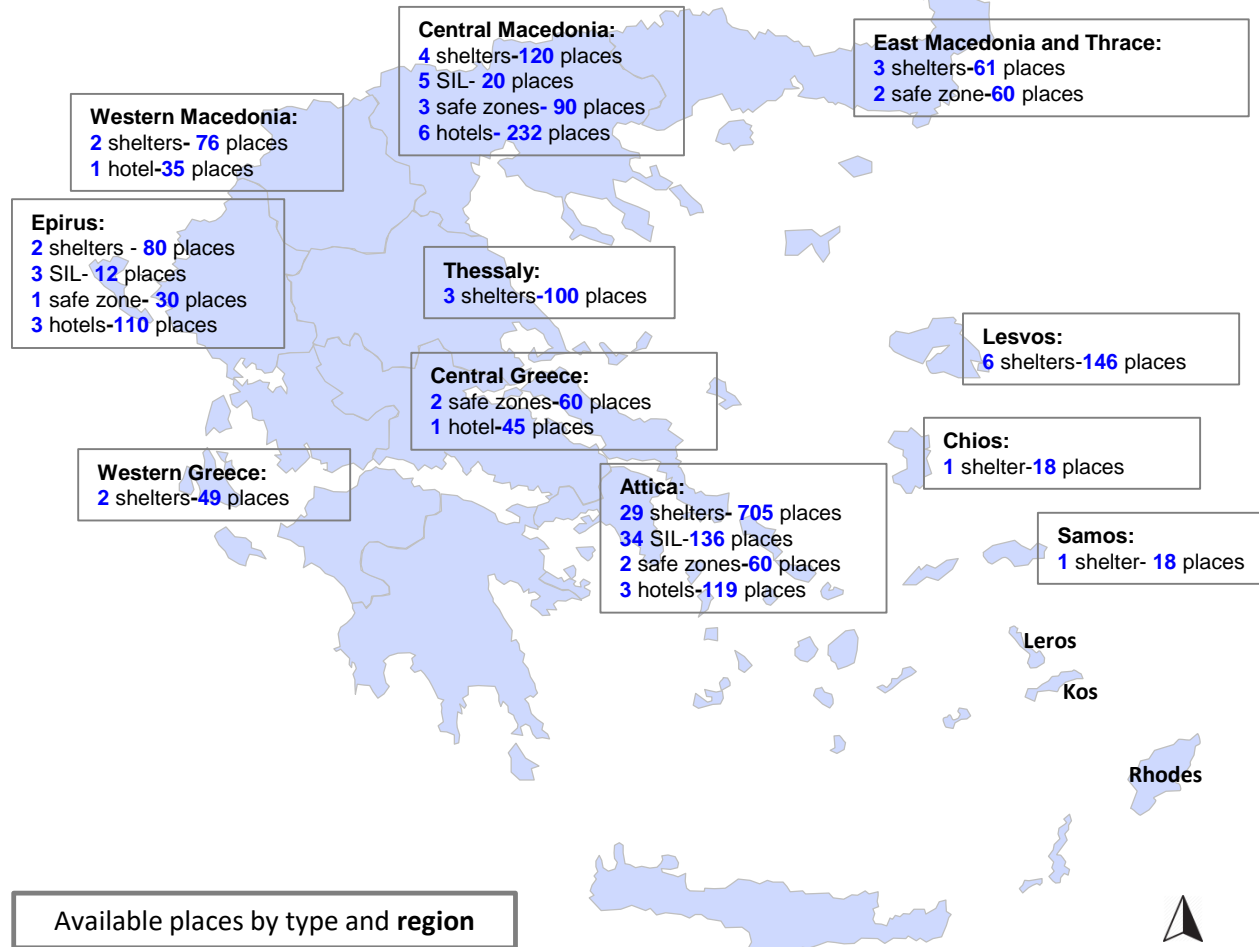 Central Macedonia:
4 shelters-120 places
5 SIL- 20 places
3 safe zones- 90 places
6 hotels- 232 places
East Macedonia and Thrace:
3 shelters-61 places
2 safe zone-60 places
Western Macedonia:
2 shelters- 76 places
1 hotel-35 places
Epirus:
2 shelters - 80 places
3 SIL- 12 places
1 safe zone- 30 places
3 hotels-110 places
Thessaly:
3 shelters-100 places
Lesvos:
6 shelters-146 places
Central Greece:
2 safe zones-60 places
1 hotel-45 places
Chios:
1 shelter-18 places
Western Greece:
2 shelters-49 places
Attica:
29 shelters- 705 places
34 SIL-136 places
2 safe zones-60 places
3 hotels-119 places
Samos:
1 shelter- 18 places
Leros
Kos
Rhodes
Available places by type and region